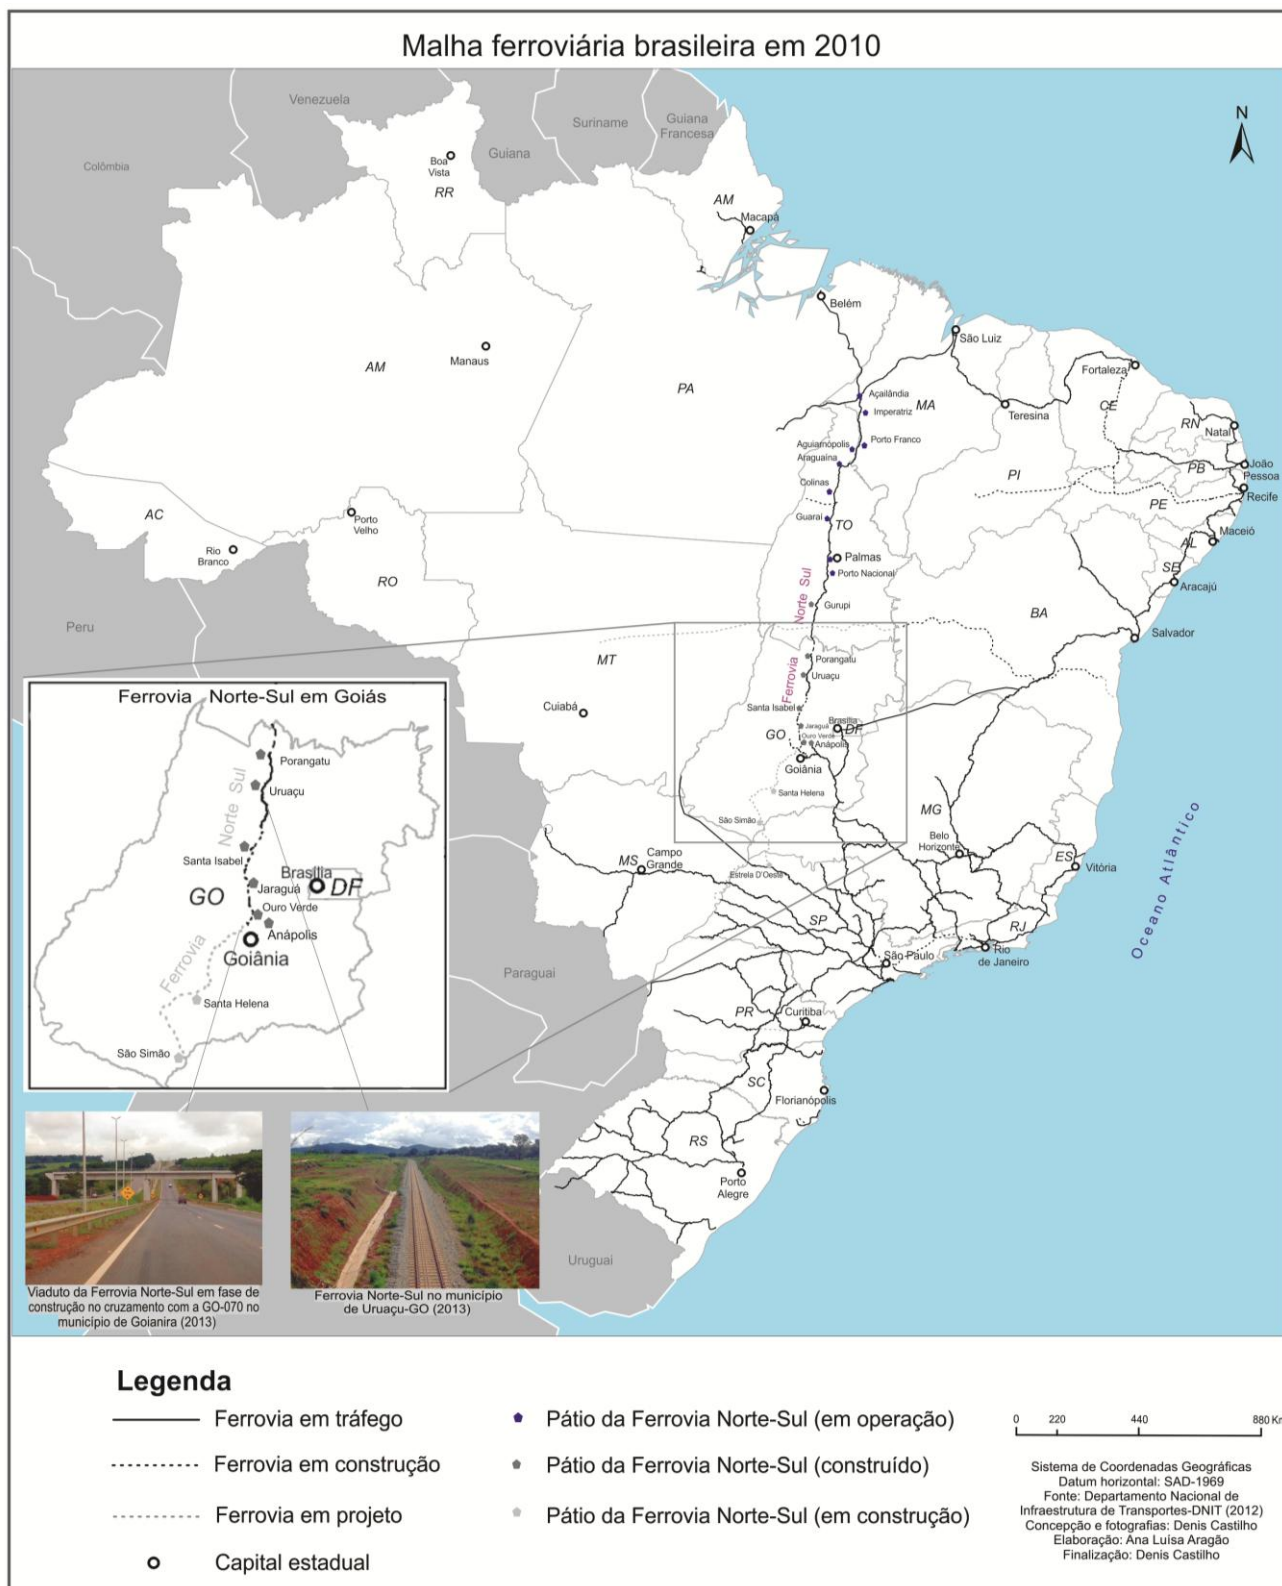 Malha ferroviária brasileira em 2010
Venezuela
Suriname
Guiana
Francesa
Guiana
Colômbia
N
Boa
Vista
RR
AM
Macapá
Belém
São Luiz
Fortaleza
Manaus
AM
PA
Açailândia
MA
Imperatriz
Teresina
CE
RN
Natal
Aguiarnópolis
Porto Franco
Araguaína
PB
João
Pessoa
Colinas
PI
Recife
PE
AC
Porto
Velho
Guaraí
TO
Maceió
AL
Rio
Branco
Palmas
SB
Aracajú
RO
Porto Nacional
Norte Sul
Gurupi
BA
Peru
Salvador
MT
Porangatu
Ferrovia
Uruaçu
Cuiabá
Santa Isabel
Brasília
DF
Jaraguá
Ouro Verde
GO
Anápolis
Goiânia
Santa Helena
MG
São Simão
Belo
Horizonte
ES
Vitória
MS
Campo
Grande
Estrela D'Oeste
SP
RJ
Rio
de Janeiro
São Paulo
Oceano Atlântico
Paraguai
PR
Curitiba
SC
Florianópolis
RS
Porto
Alegre
Uruguai
Ferrovia Norte-Sul em Goiás
Porangatu
Norte Sul
Uruaçu
Santa Isabel
Brasília
DF
Jaraguá
GO
Ouro Verde
Anápolis
Goiânia
Ferrovia
Santa Helena
São Simão
Viaduto da Ferrovia Norte-Sul em fase de
construção no cruzamento com a GO-070 no
município de Goianira (2013)
Ferrovia Norte-Sul no município
de Uruaçu-GO (2013)
Legenda
Ferrovia em tráfego
Ferrovia em construção
Ferrovia em projeto
Capital estadual
Pátio da Ferrovia Norte-Sul (em operação)
Pátio da Ferrovia Norte-Sul (construído)
Pátio da Ferrovia Norte-Sul (em construção)
0 220 440 880 Km
Sistema de Coordenadas Geográficas
Datum horizontal: SAD-1969
Fonte: Departamento Nacional de
Infraestrutura de Transportes-DNIT (2012)
Concepção e fotografias: Denis Castilho
Elaboração: Ana Luísa Aragão
Finalização: Denis Castilho